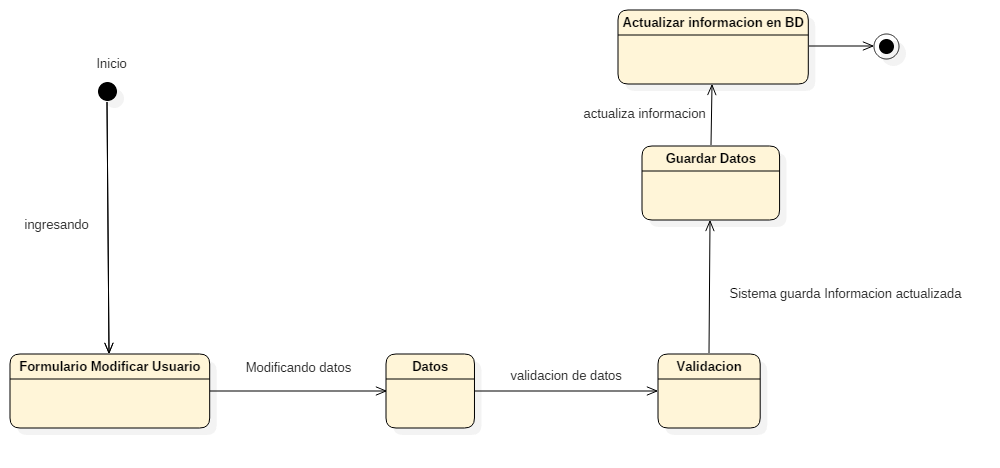 Inicio
ingresando
Formulario Modificar Usuario
Modificando datos
Datos
validacion de datos
Validacion
Sistema guarda Informacion actualizada
Guardar Datos
actualiza informacion
Actualizar informacion en BD